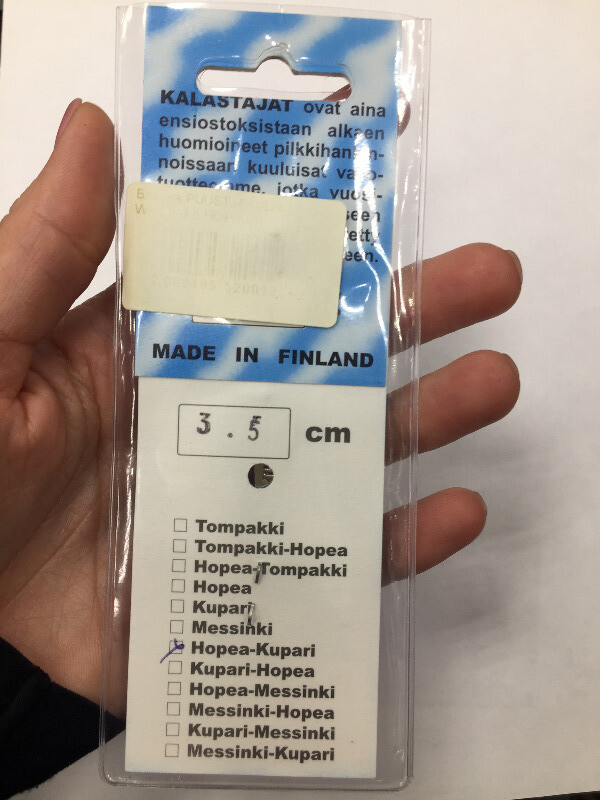 KALASTAJAT ovat aina
ensiostoksistaan alkaen
huomioineet
noissaan kuuluisat
jotka
MADE IN FINLAND
3.5 cm
Tompakki
Tompakki-Hopea
Hopea-Tompakki
Hopea
Kupari
Messinki
Hopea-Kupari
Kupari-Hopea
Hopea-Messinki
Messinki-Hopea
Kupari-Messinki
Messinki-Kupari